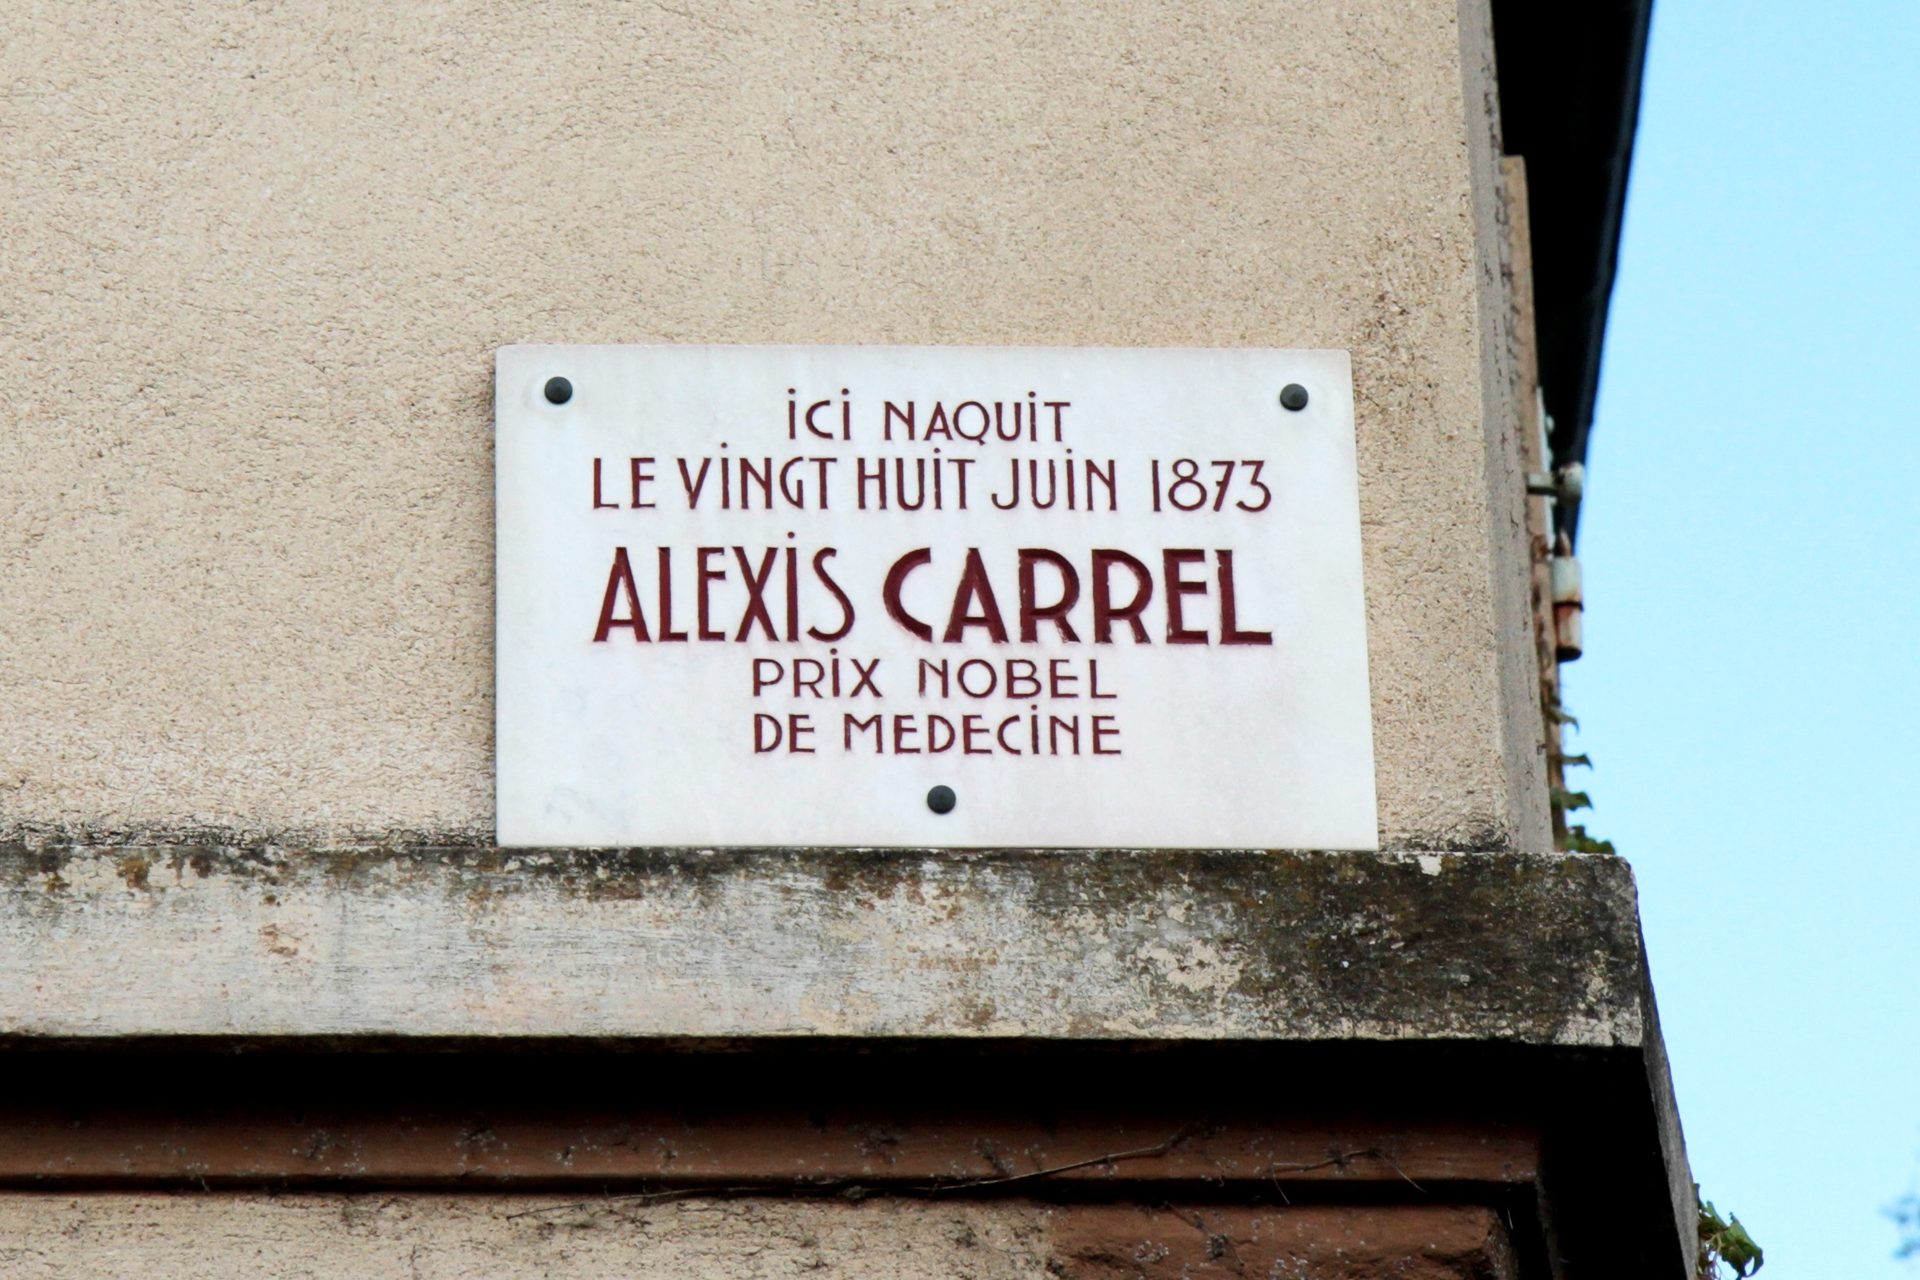 iCi NAQUiT
LE ViNGT HUiT JUiN 1873
ALEXiS CARREL
PRiX NOBEL
DE MEDECiNE